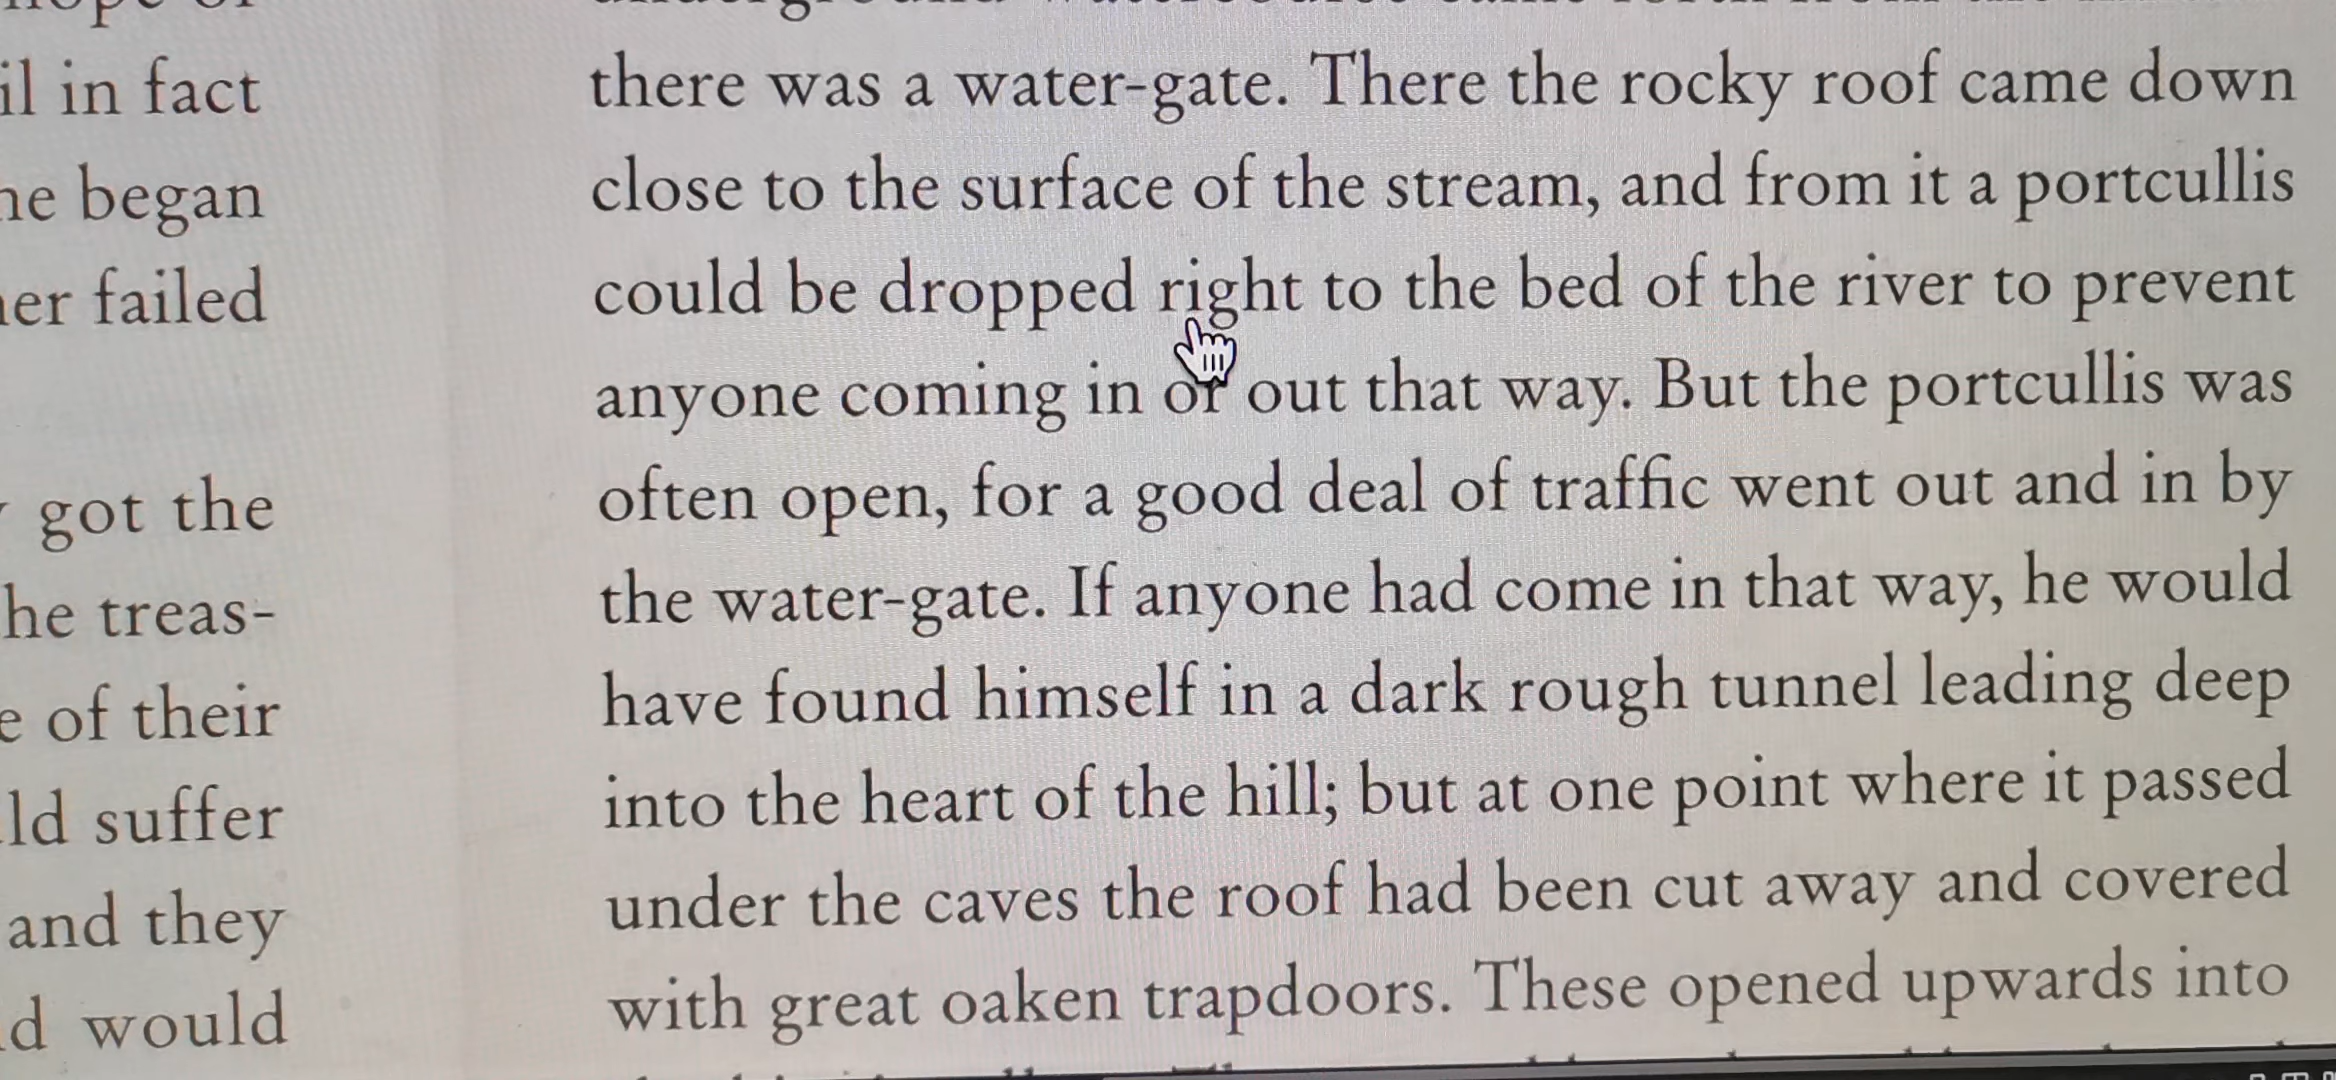 il in fact
began
failed
got the
treas-
of their
suffer
and they
would
there was a water-gate. There the rocky roof came down
close to the surface of the stream, and from it a portcullis
could be dropped right to the bed of the river to prevent
anyone coming in or out that way. But the portcullis was
often open, for a good deal of traffic went out and in by
the water-gate. If anyone had come in that way, he would
have found himself in a dark rough tunnel leading deep
into the heart of the hill; but at one point where it passed
under the caves the roof had been cut away and covered
with great oaken trapdoors. These opened upwards into